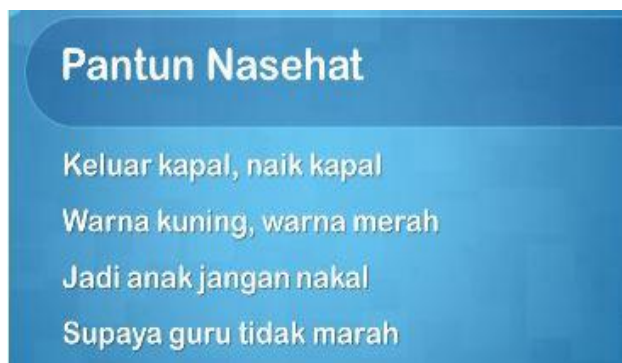 Pantun Nasehat
Keluar kapal, naik kapal
Warna kuning, warna merah
Jadi anak jangan nakal
Supaya guru tidak marah